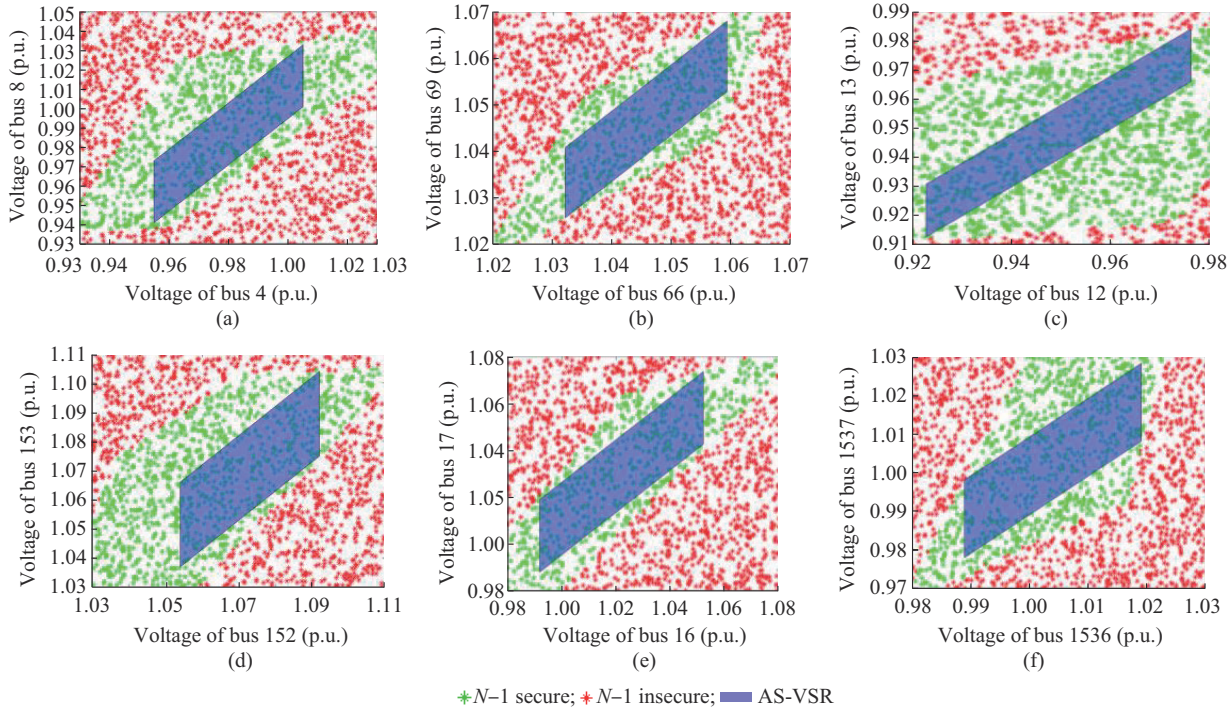 1.05
1.03
1.02
1.01
1.00
0.99
0.98
0.97
0.96
0.95
0.94
0.93
Voltage of bus 8 (p.u.)
0.93 0.94 0.96 0.98 1.00 1.02 1.03
Voltage of bus 4 (p.u.)
(a)
1.07
1.06
1.05
1.04
1.03
1.02
Voltage of bus 69 (p.u.)
1.02 1.03 1.04 1.05 1.06 1.07
Voltage of bus 66 (p.u.)
(b)
0.99
0.98
0.97
0.96
0.95
0.94
0.93
0.92
0.91
Voltage of bus 13 (p.u.)
0.92 0.94 0.96 0.98
Voltage of bus 12 (p.u.)
(c)
1.11
1.10
1.09
1.08
1.07
1.06
1.05
1.04
1.03
Voltage of bus 153 (p.u.)
1.03 1.05 1.07 1.09 1.11
Voltage of bus 152 (p.u.)
(d)
1.08
1.06
1.04
1.05
1.00
0.98
Voltage of bus 17 (p.u.)
0.98 1.00 1.02 1.04 1.06 1.08
Voltage of bus 16 (p.u.)
(e)
1.03
1.02
1.01
1.00
0.99
0.98
0.97
Voltage of bus 1537 (p.u.)
0.98 0.99 1.00 1.01 1.02 1.03
Voltage of bus 1536 (p.u.)
(f)
N−1 secure; N−1 insecure; AS-VSR